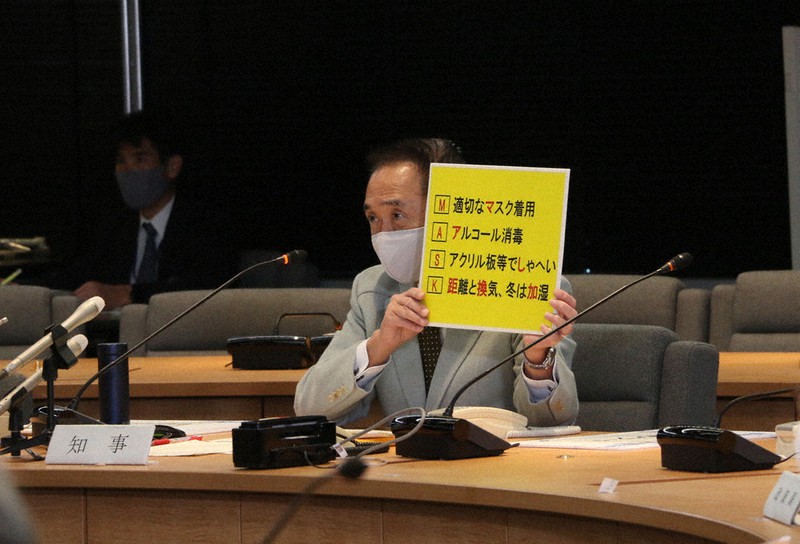 M 適切なマスク着用
A アルコール消毒
S アクリル板等でしゃへい
K 距離と換気、冬は加湿
知事